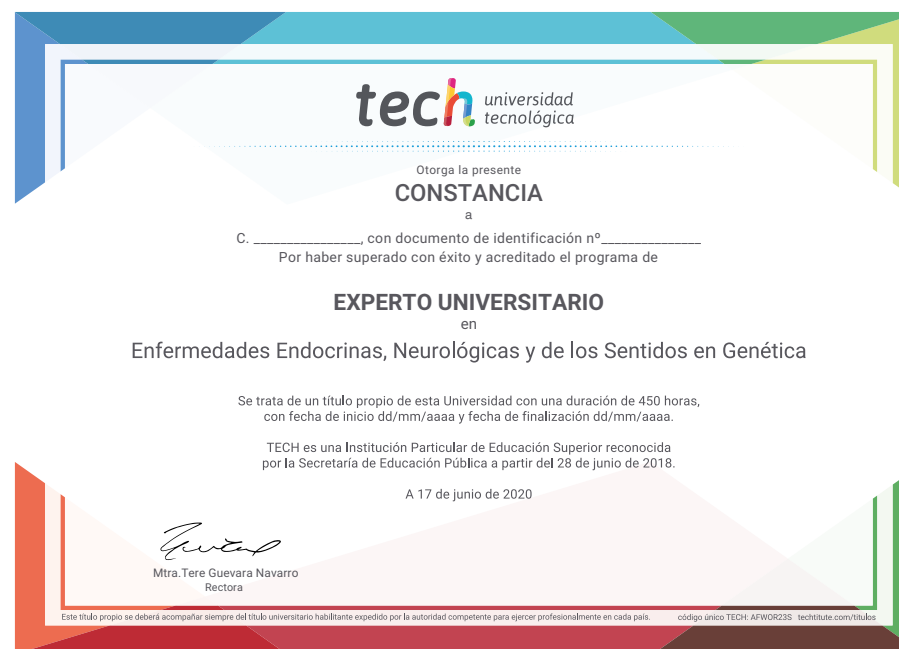 tech universidad
tecnológica
Otorga la presente
CONSTANCIA
a
C. ________________, con documento de identificación nº_______________
Por haber superado con éxito y acreditado el programa de
EXPERTO UNIVERSITARIO
en
Enfermedades Endocrinas, Neurológicas y de los Sentidos en Genética
Se trata de un título propio de esta Universidad con una duración de 450 horas,
con fecha de inicio dd/mm/aaaa y fecha de finalización dd/mm/aaaa.
TECH es una Institución Particular de Educación Superior reconocida
por la Secretaría de Educación Pública a partir del 28 de junio de 2018.
A 17 de junio de 2020
Mtra.Tere Guevara Navarro
Rectora
Este título propio se deberá acompañar siempre del título universitario habilitante expedido por la autoridad competente para ejercer profesionalmente en cada país. código único TECH: AFWOR23S techtitute.com/titulos